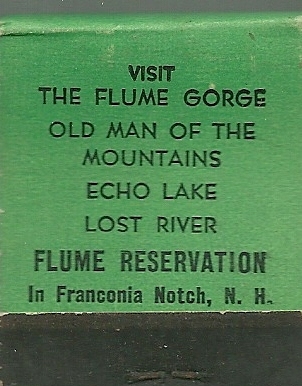 VISIT
THE FLUME GORGE
OLD MAN OF THE
MOUNTAINS
ECHO LAKE
LOST RIVER
FLUME RESERVATION
In Franconia Notch, N. H.